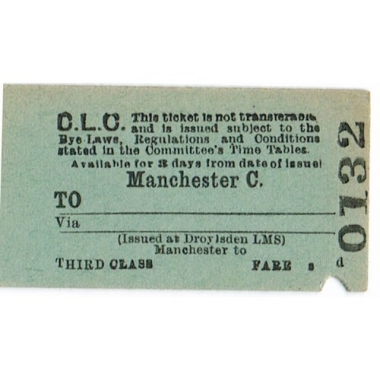 C.L.C. This ticket is not transferable,
and is issued subject to the
Bye-Laws, Regulations and Conditions
stated in the Committee's Time Tables.
Available for 3 days from date of issue
Manchester C.
TO
Via
(Issued at Droylsden LMS)
Manchester to
THIRD CLASS FARE s d
0132